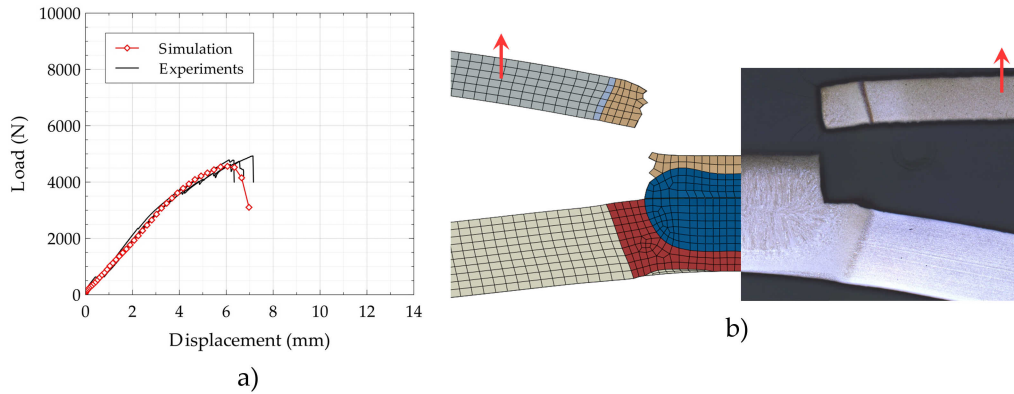 a)
10000
8000
6000
4000
2000
0
Load (N)
Simulation
Experiments
0 2 4 6 8 10 12 14
Displacement (mm)
a)
b)